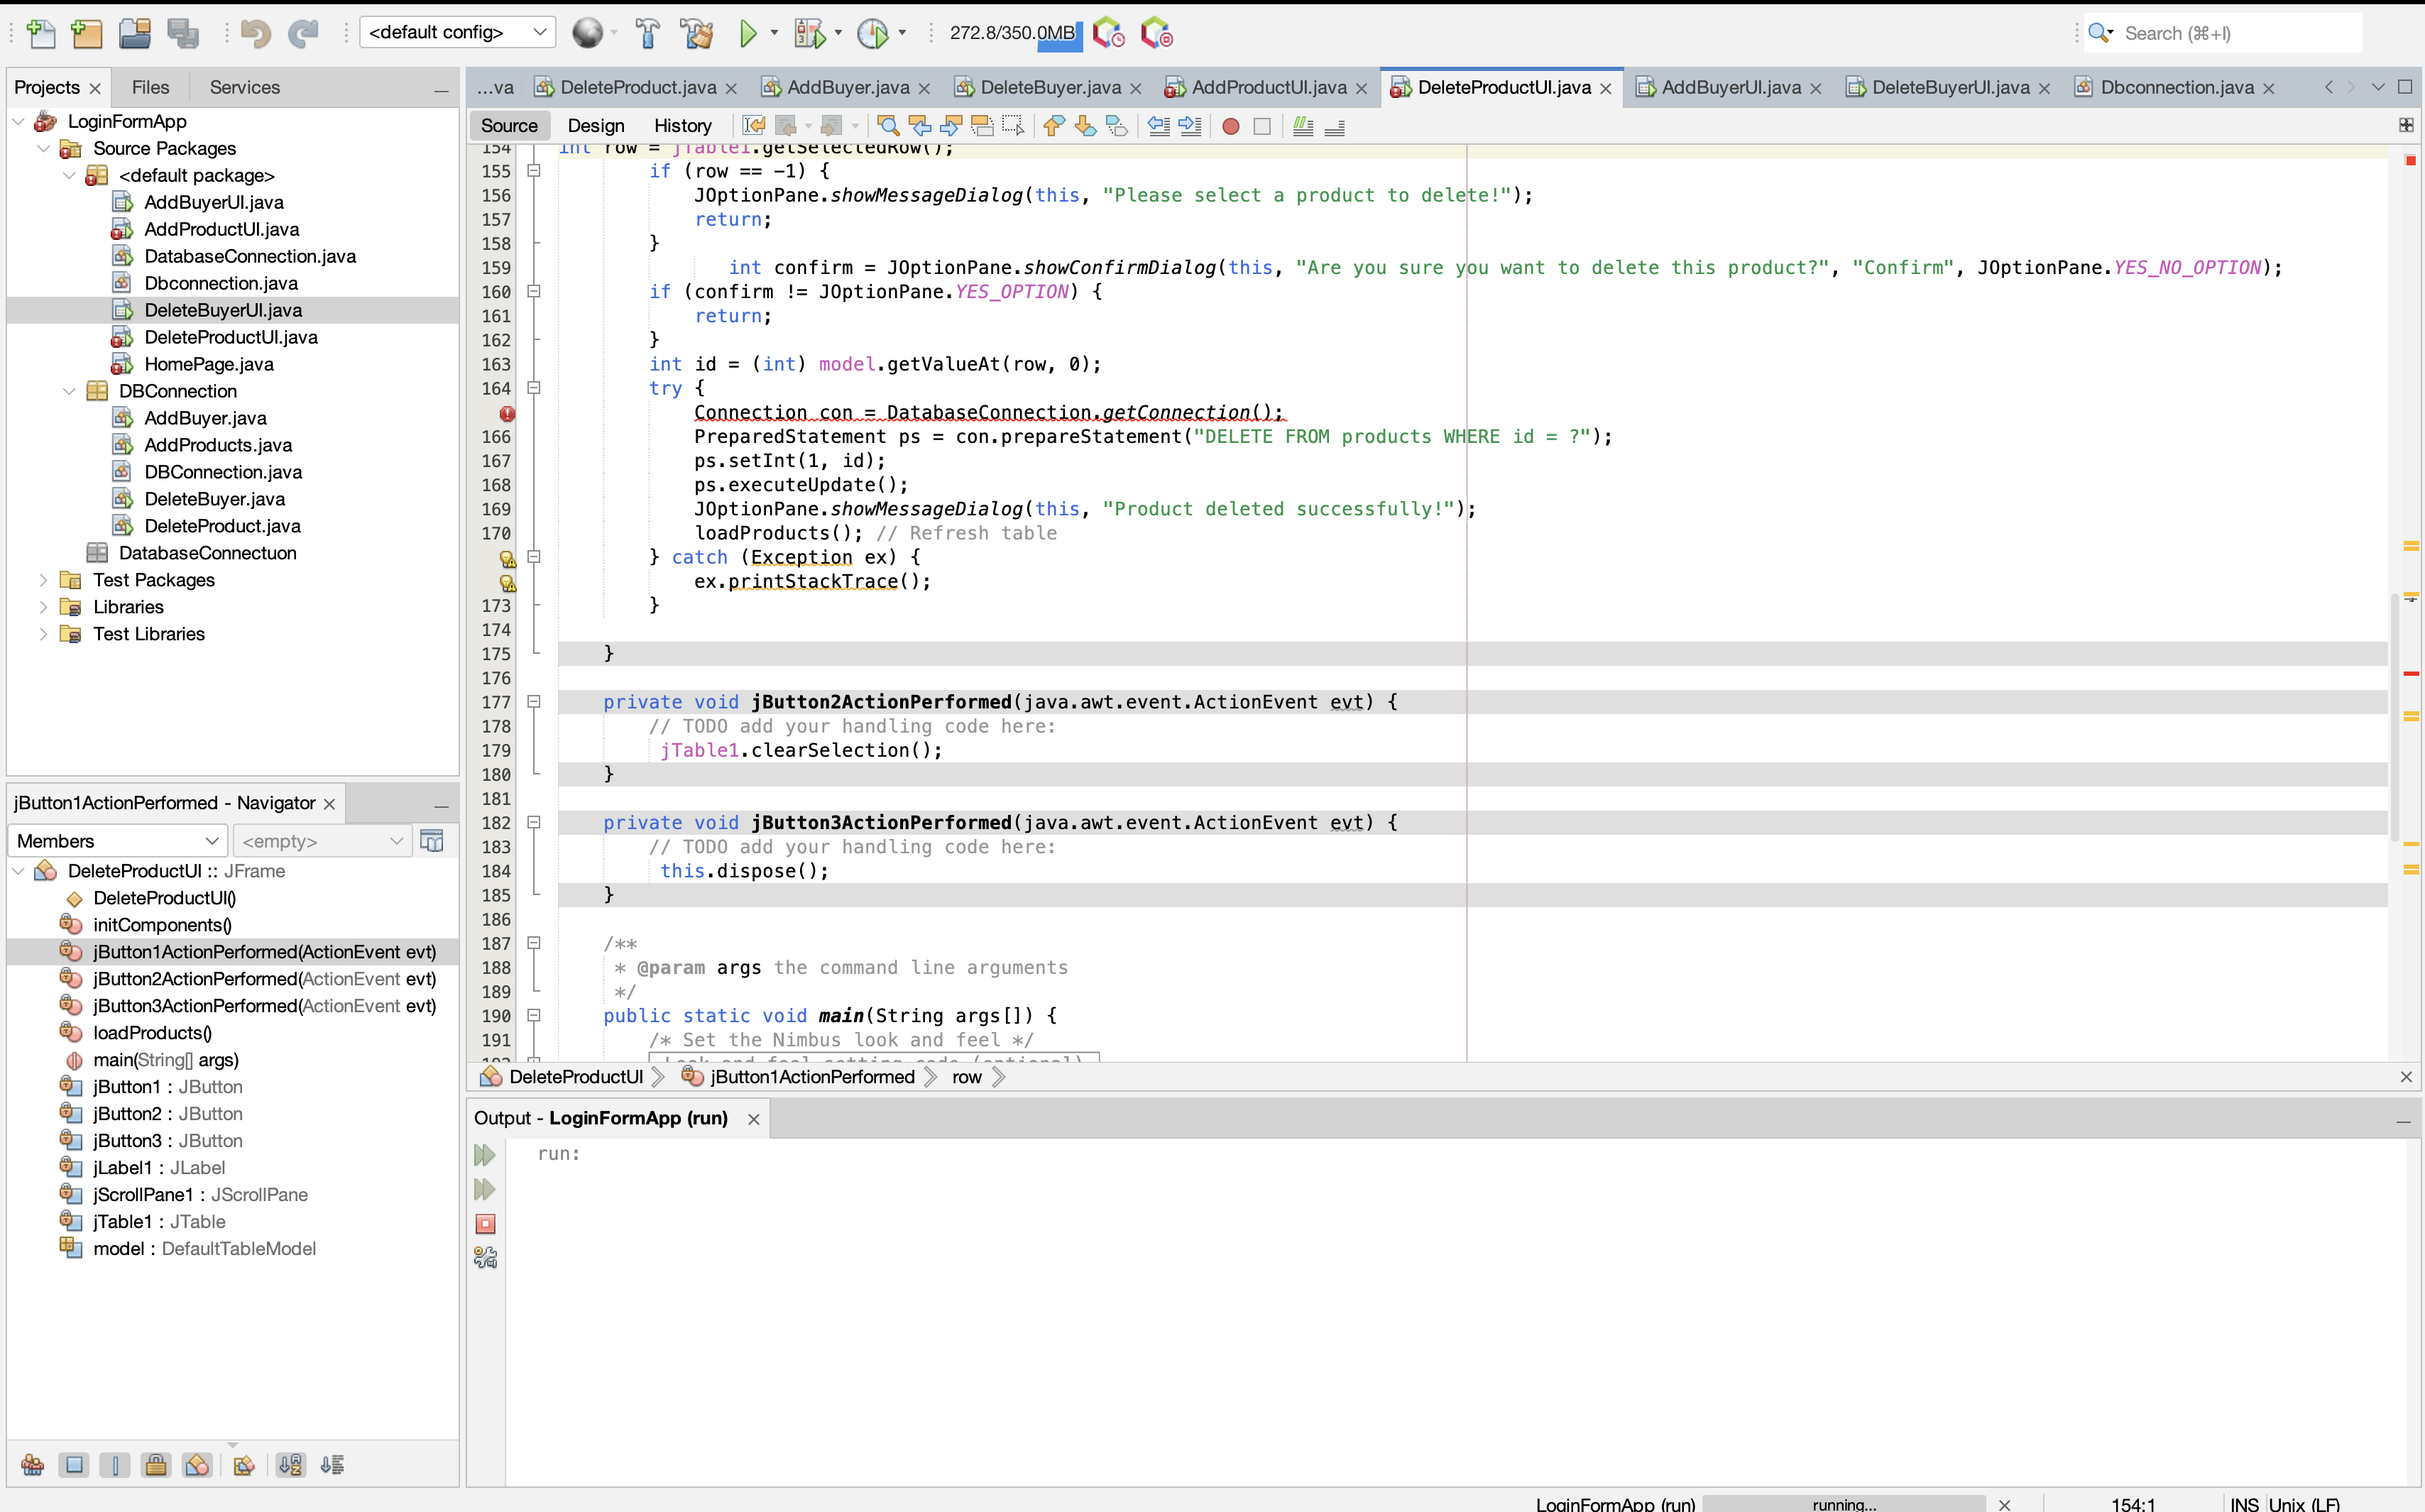 <default config>
272.8/350.0MB
Search (⌘+I)
Projects
Files
Services
LoginFormApp
Source Packages
<default package>
AddBuyerUI.java
AddProductUI.java
DatabaseConnection.java
Dbconnection.java
DeleteBuyerUI.java
DeleteProductUI.java
HomePage.java
DBConnection
AddBuyer.java
AddProducts.java
DBConnection.java
DeleteBuyer.java
DeleteProduct.java
DatabaseConnectuon
Test Packages
Libraries
Test Libraries
jButton1ActionPerformed - Navigator
Members
<empty>
DeleteProductUI :: JFrame
DeleteProductUI()
initComponents()
jButton1ActionPerformed(ActionEvent evt)
jButton2ActionPerformed(ActionEvent evt)
jButton3ActionPerformed(ActionEvent evt)
loadProducts()
main(String[] args)
jButton1 : JButton
jButton2 : JButton
jButton3 : JButton
jLabel1 : JLabel
jScrollPane1 : JScrollPane
jTable1 : JTable
model : DefaultTableModel
...va
DeleteProduct.java
AddBuyer.java
DeleteBuyer.java
AddProductUI.java
DeleteProductUI.java
AddBuyerUI.java
DeleteBuyerUI.java
Dbconnection.java
Source
Design
History
154 int row = jTable1.getSelectedRow();
155 if (row == -1) {
156 JOptionPane.showMessageDialog(this, "Please select a product to delete!");
157 return;
158 }
159 int confirm = JOptionPane.showConfirmDialog(this, "Are you sure you want to delete this product?", "Confirm", JOptionPane.YES_NO_OPTION);
160 if (confirm != JOptionPane.YES_OPTION) {
161 return;
162 }
163 int id = (int) model.getValueAt(row, 0);
164 try {
Connection con = DatabaseConnection.getConnection();
166 PreparedStatement ps = con.prepareStatement("DELETE FROM products WHERE id = ?");
167 ps.setInt(1, id);
168 ps.executeUpdate();
169 JOptionPane.showMessageDialog(this, "Product deleted successfully!");
170 loadProducts(); // Refresh table
} catch (Exception ex) {
ex.printStackTrace();
173 }
174
175 }
176
177 private void jButton2ActionPerformed(java.awt.event.ActionEvent evt) {
178 // TODO add your handling code here:
179 jTable1.clearSelection();
180 }
181
182 private void jButton3ActionPerformed(java.awt.event.ActionEvent evt) {
183 // TODO add your handling code here:
184 this.dispose();
185 }
186
187 /**
188 * @param args the command line arguments
189 */
190 public static void main(String args[]) {
191 /* Set the Nimbus look and feel */
192 Look and feel setting code (optional)
DeleteProductUI
jButton1ActionPerformed
row
Output - LoginFormApp (run)
run:
LoginFormApp (run)
running...
154:1
INS
Unix (LF)